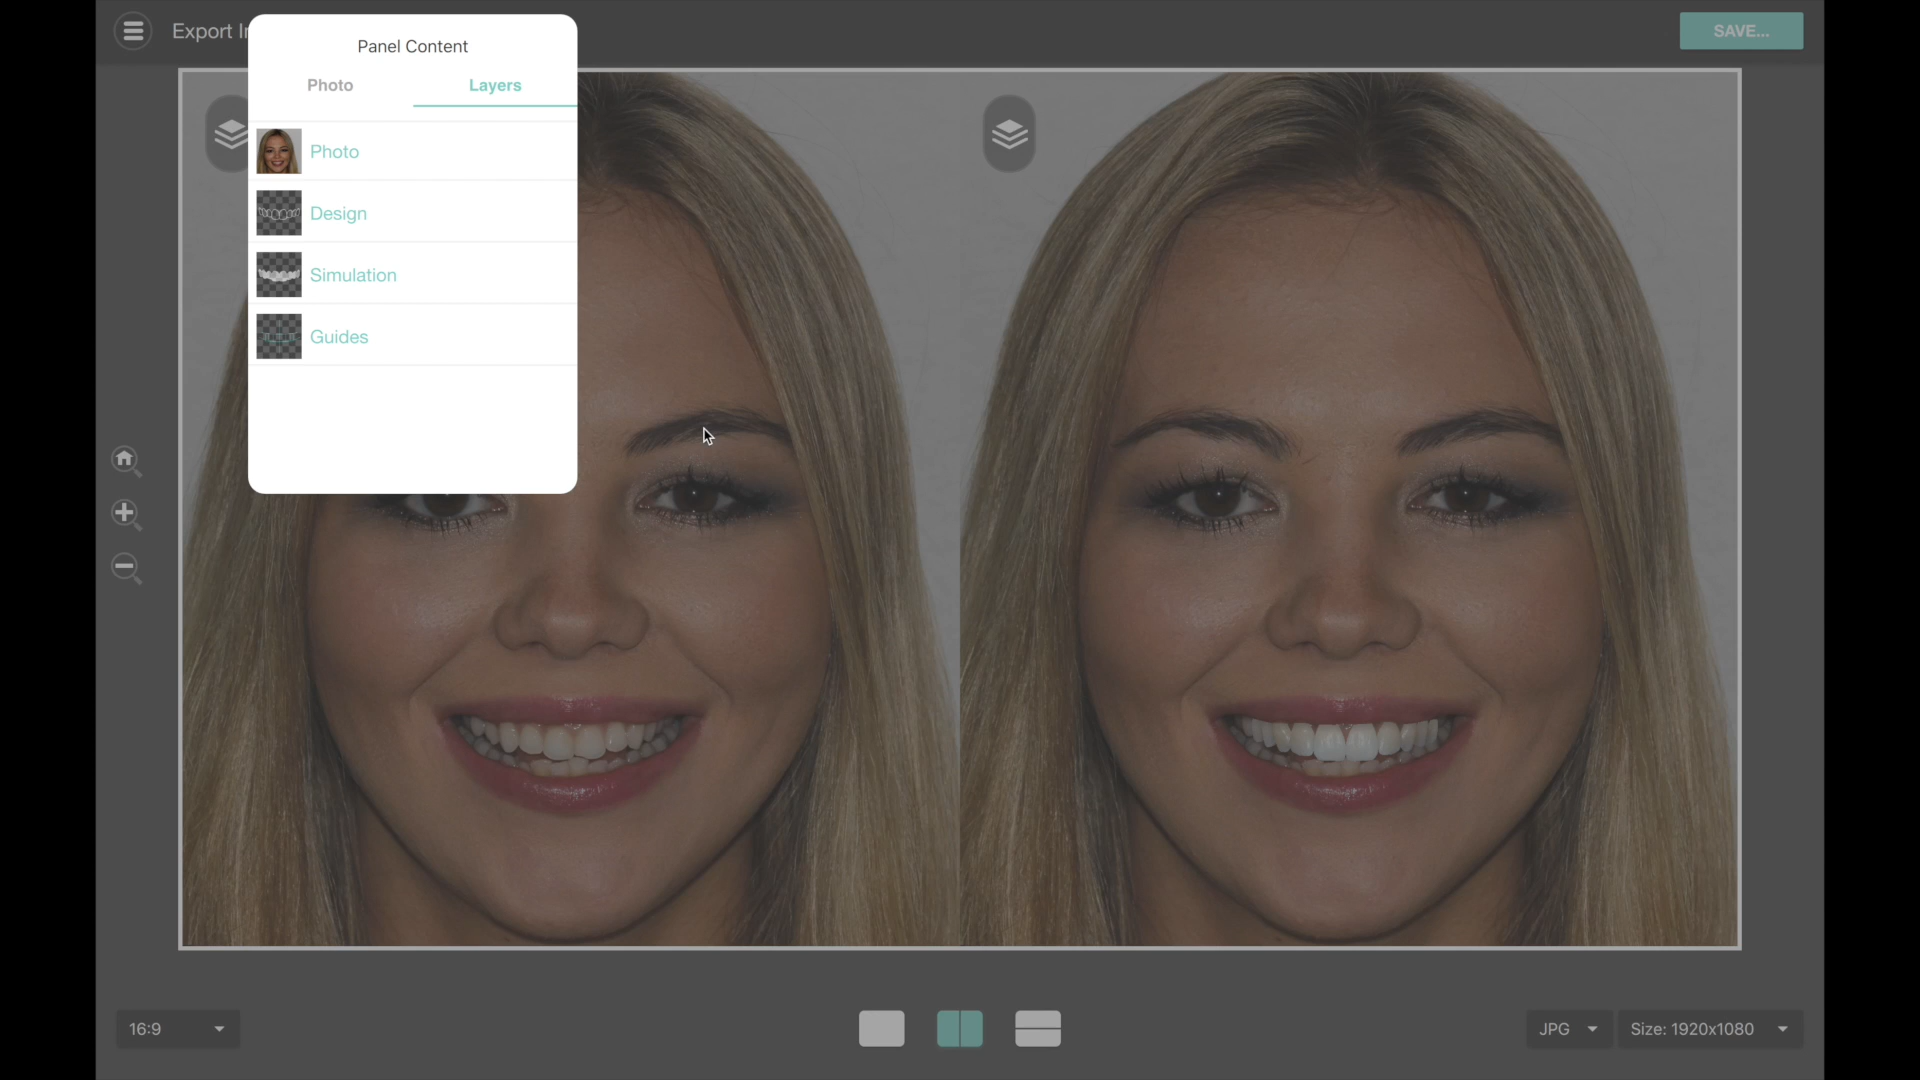 Export I
SAVE...
Panel Content
Photo
Layers
Photo
Design
Simulation
Guides
16:9
JPG
Size: 1920x1080